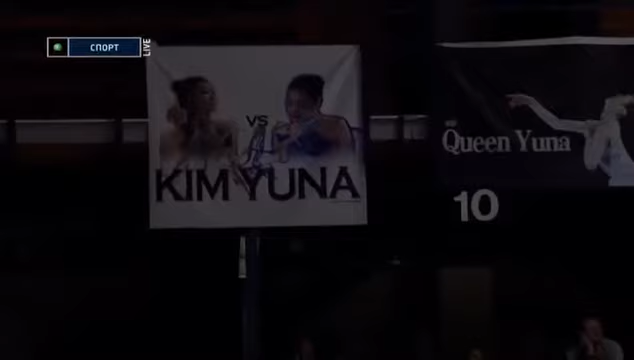 СПОРТ
LIVE
VS
KIM YUNA
Queen Yuna
10